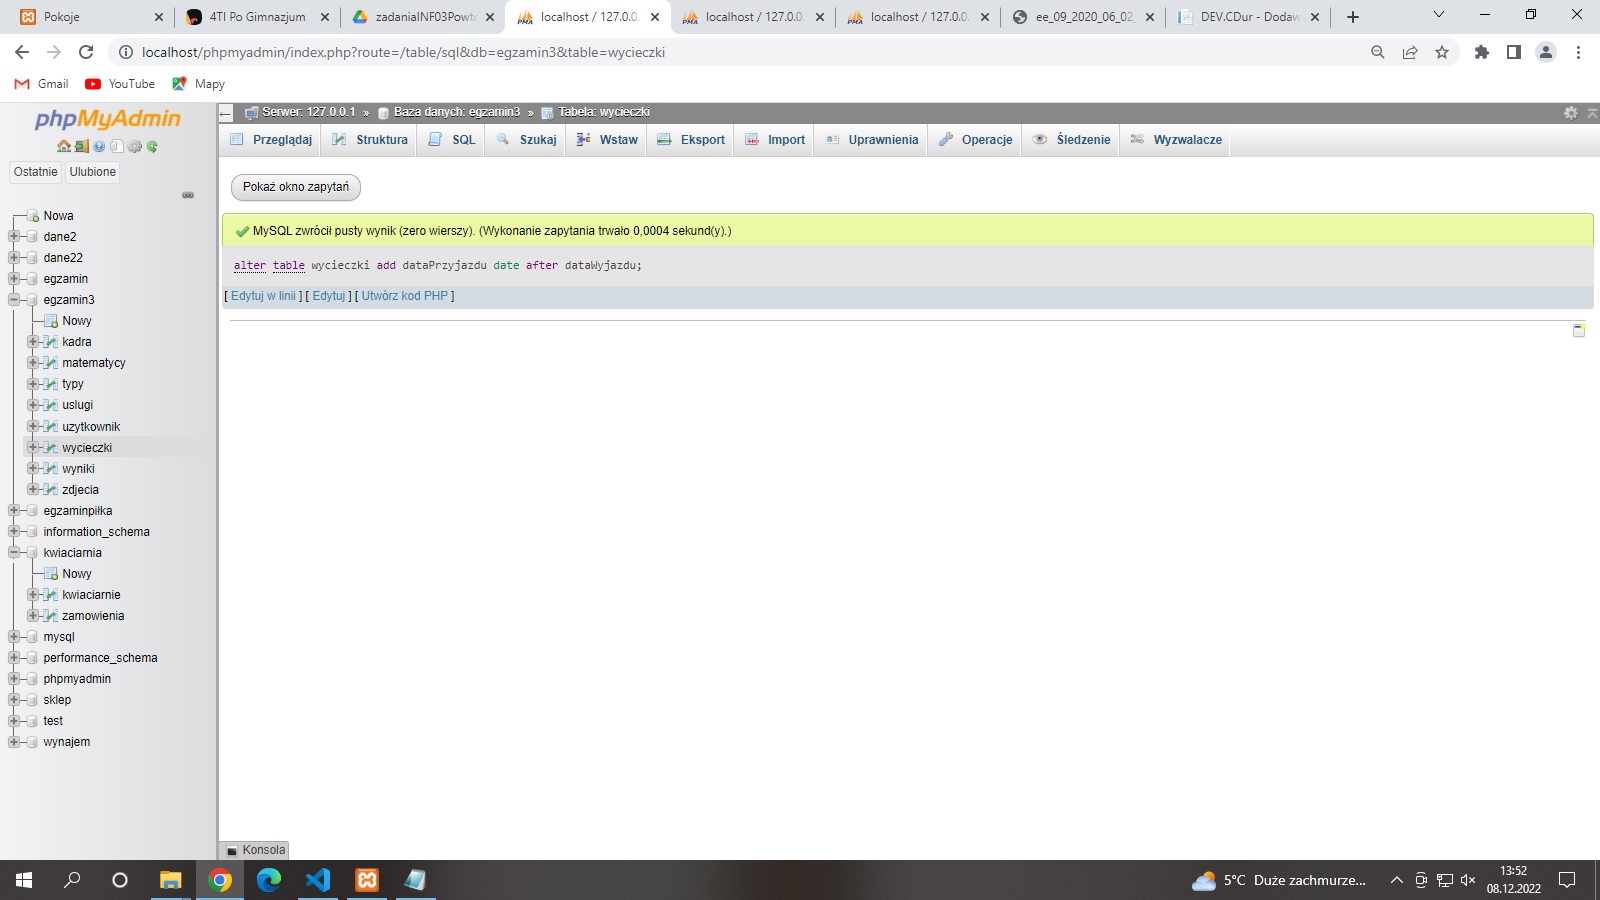 Pokoje
4TI Po Gimnazjum
zadaniaINF03Powt
localhost / 127.0.0.
localhost / 127.0.0.
localhost / 127.0.0.
ee_09_2020_06_02_
DEV.CDur - Dodaw
localhost/phpmyadmin/index.php?route=/table/sql&db=egzamin3&table=wycieczki
Gmail
YouTube
Mapy
phpMyAdmin
Ostatnie
Ulubione
Nowa
dane2
dane22
egzamin
egzamin3
Nowy
kadra
matematycy
typy
uslugi
uzytkownik
wycieczki
wyniki
zdjecia
egzaminpiłka
information_schema
kwiaciarnia
Nowy
kwiaciarnie
zamowienia
mysql
performance_schema
phpmyadmin
sklep
test
wynajem
Serwer: 127.0.0.1 » Baza danych: egzamin3 » Tabela: wycieczki
Przeglądaj
Struktura
SQL
Szukaj
Wstaw
Eksport
Import
Uprawnienia
Operacje
Śledzenie
Wyzwalacze
Pokaż okno zapytań
MySQL zwrócił pusty wynik (zero wierszy). (Wykonanie zapytania trwało 0,0004 sekund(y).)
alter table wycieczki add dataPrzyjazdu date after dataWyjazdu;
[ Edytuj w linii ] [ Edytuj ] [ Utwórz kod PHP ]
Konsola
5°C Duże zachmurze...
13:52
08.12.2022